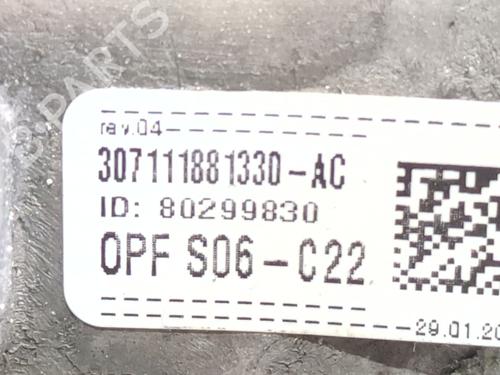 rev.04
307111881330-AC
ID: 80299830
OPF S06-C22
29.01.20